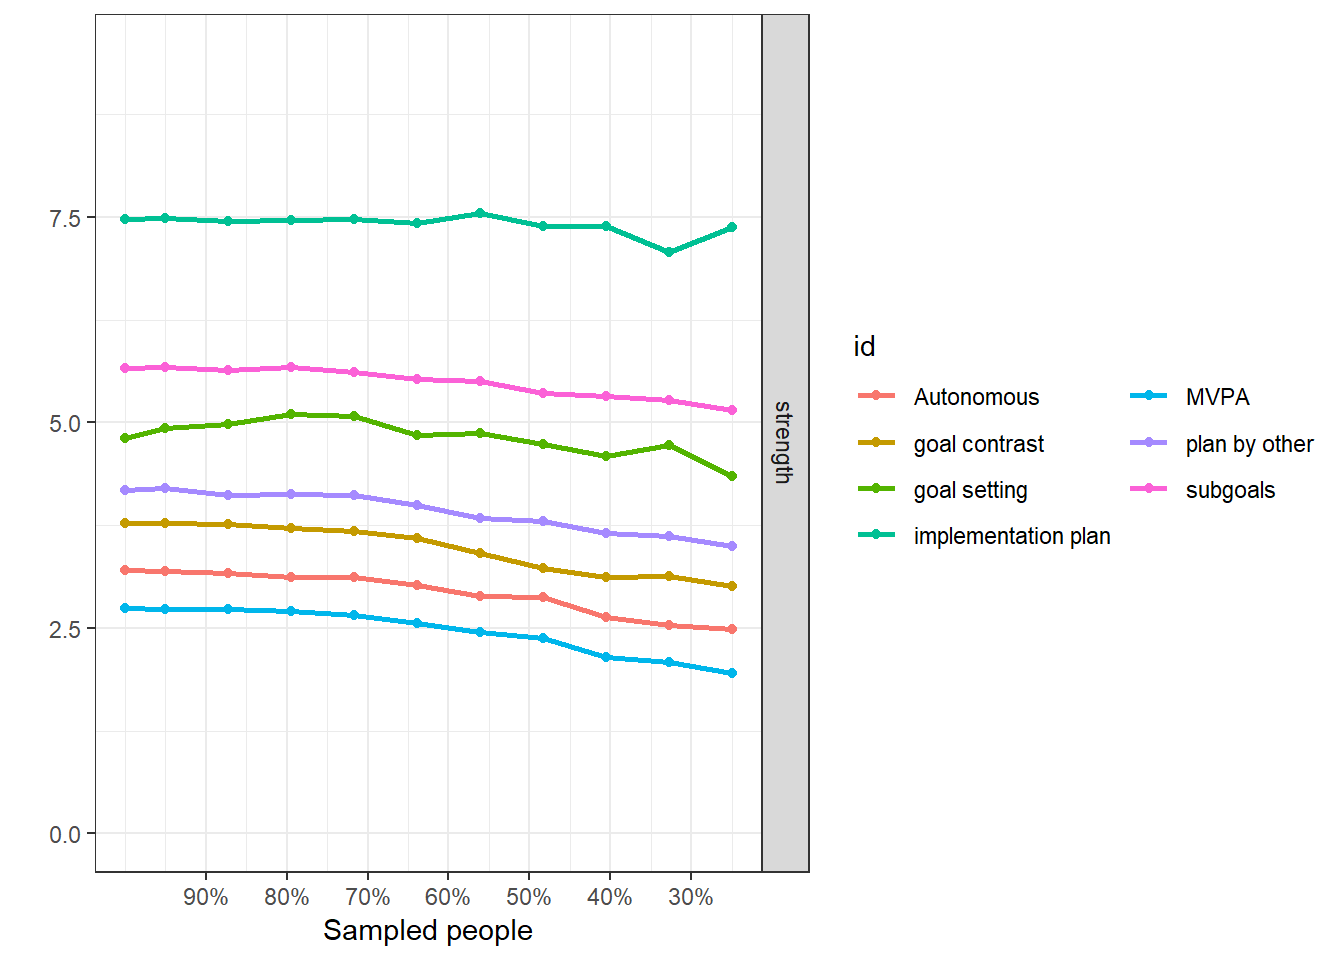 7.5
5.0
2.5
0.0
90% 80% 70% 60% 50% 40% 30%
Sampled people
strength
id
Autonomous
goal contrast
goal setting
implementation plan
MVPA
plan by other
subgoals